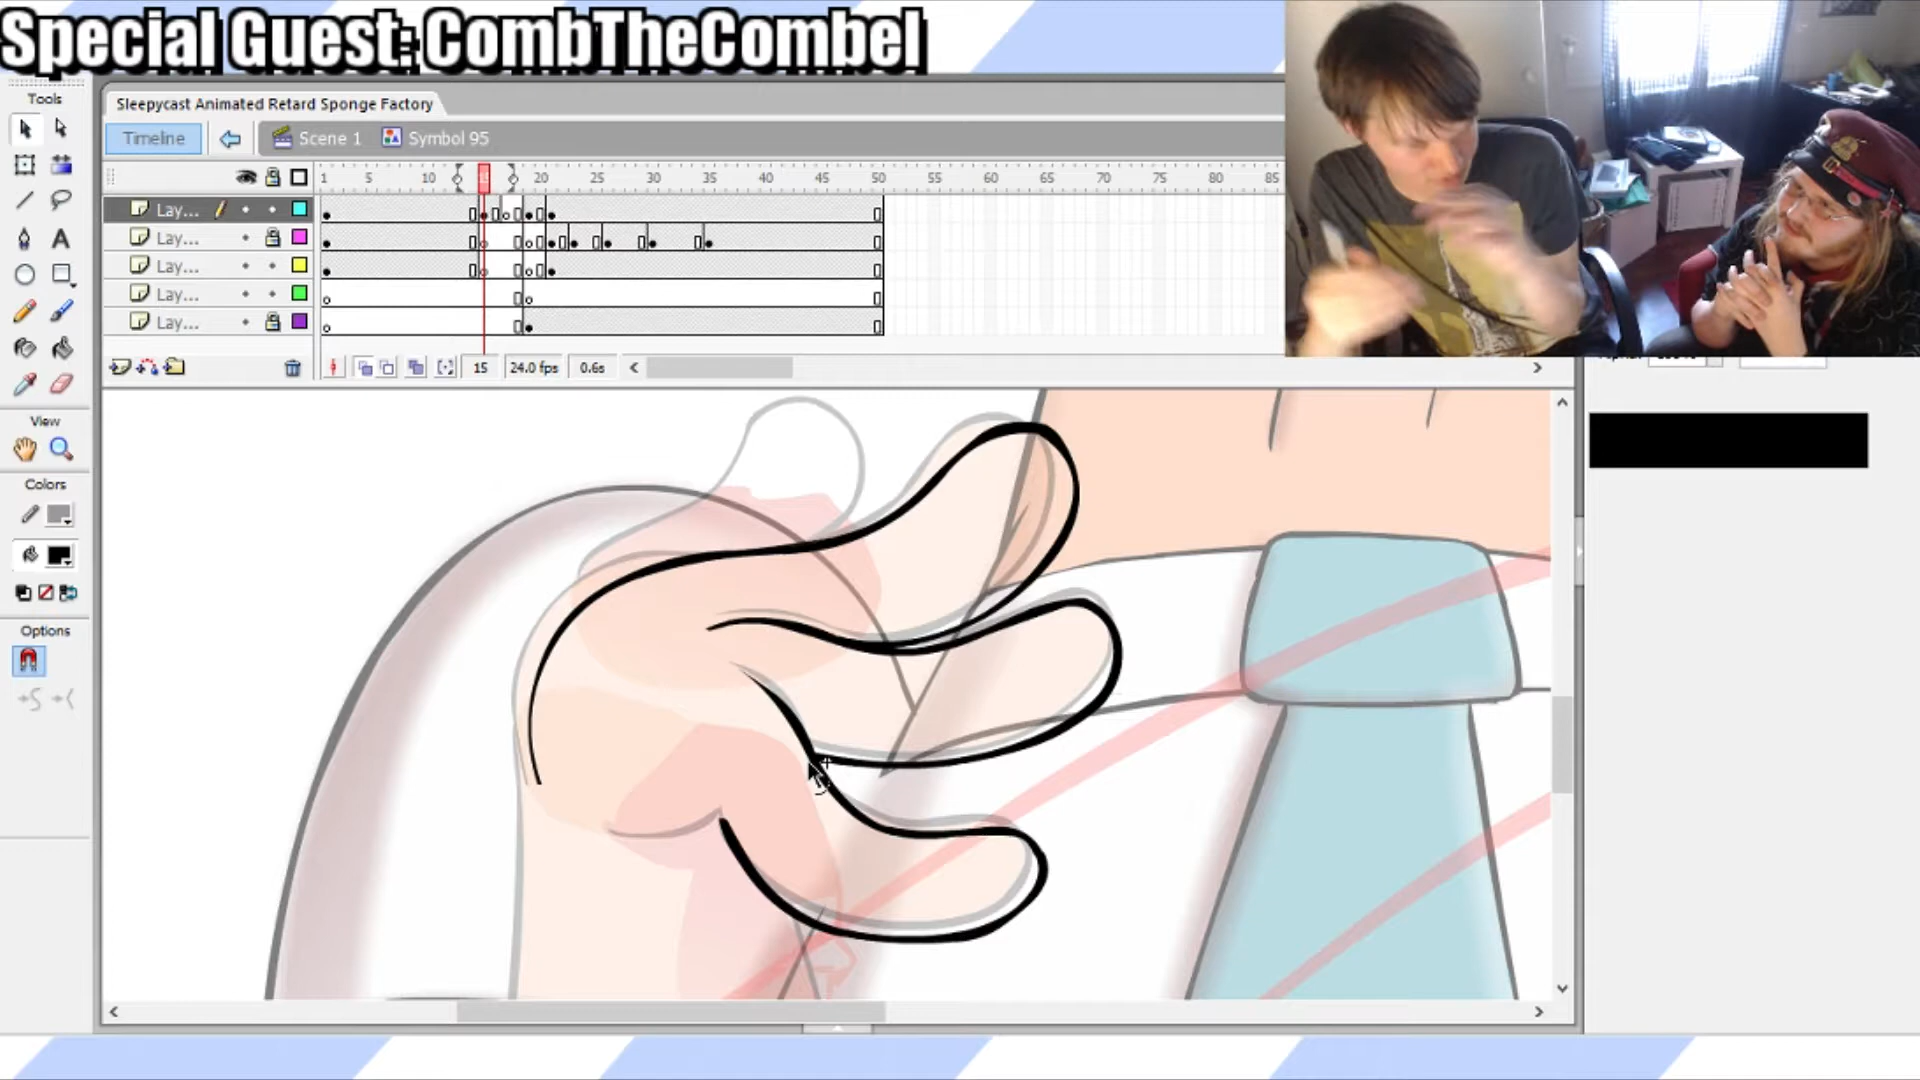 Special Guest: CombTheCombel
Tools
Sleepycast Animated Retard Sponge Factory
Timeline
Scene 1
Symbol 95
1 5 10 15 20 25 30 35 40 45 50 55 60 65 70 75 80 85
Lay...
Lay...
Lay...
Lay...
Lay...
15 24.0 fps 0.6s
View
Colors
Options